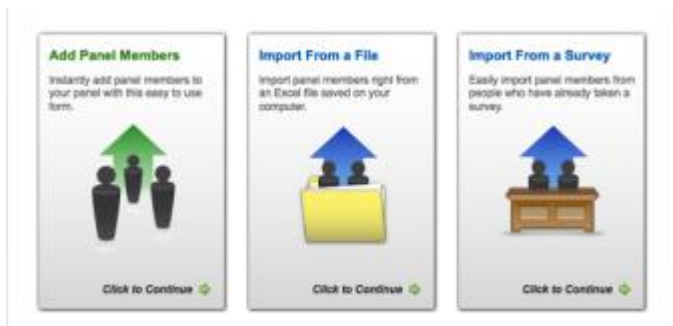 Add Panel Members
Instantly add panel members to
your panel with this easy to use
form.
Click to Continue
Import From a File
Import panel members right from
an Excel file saved on your
computer.
Click to Continue
Import From a Survey
Easily import panel members from
people who have already taken a
survey.
Click to Continue